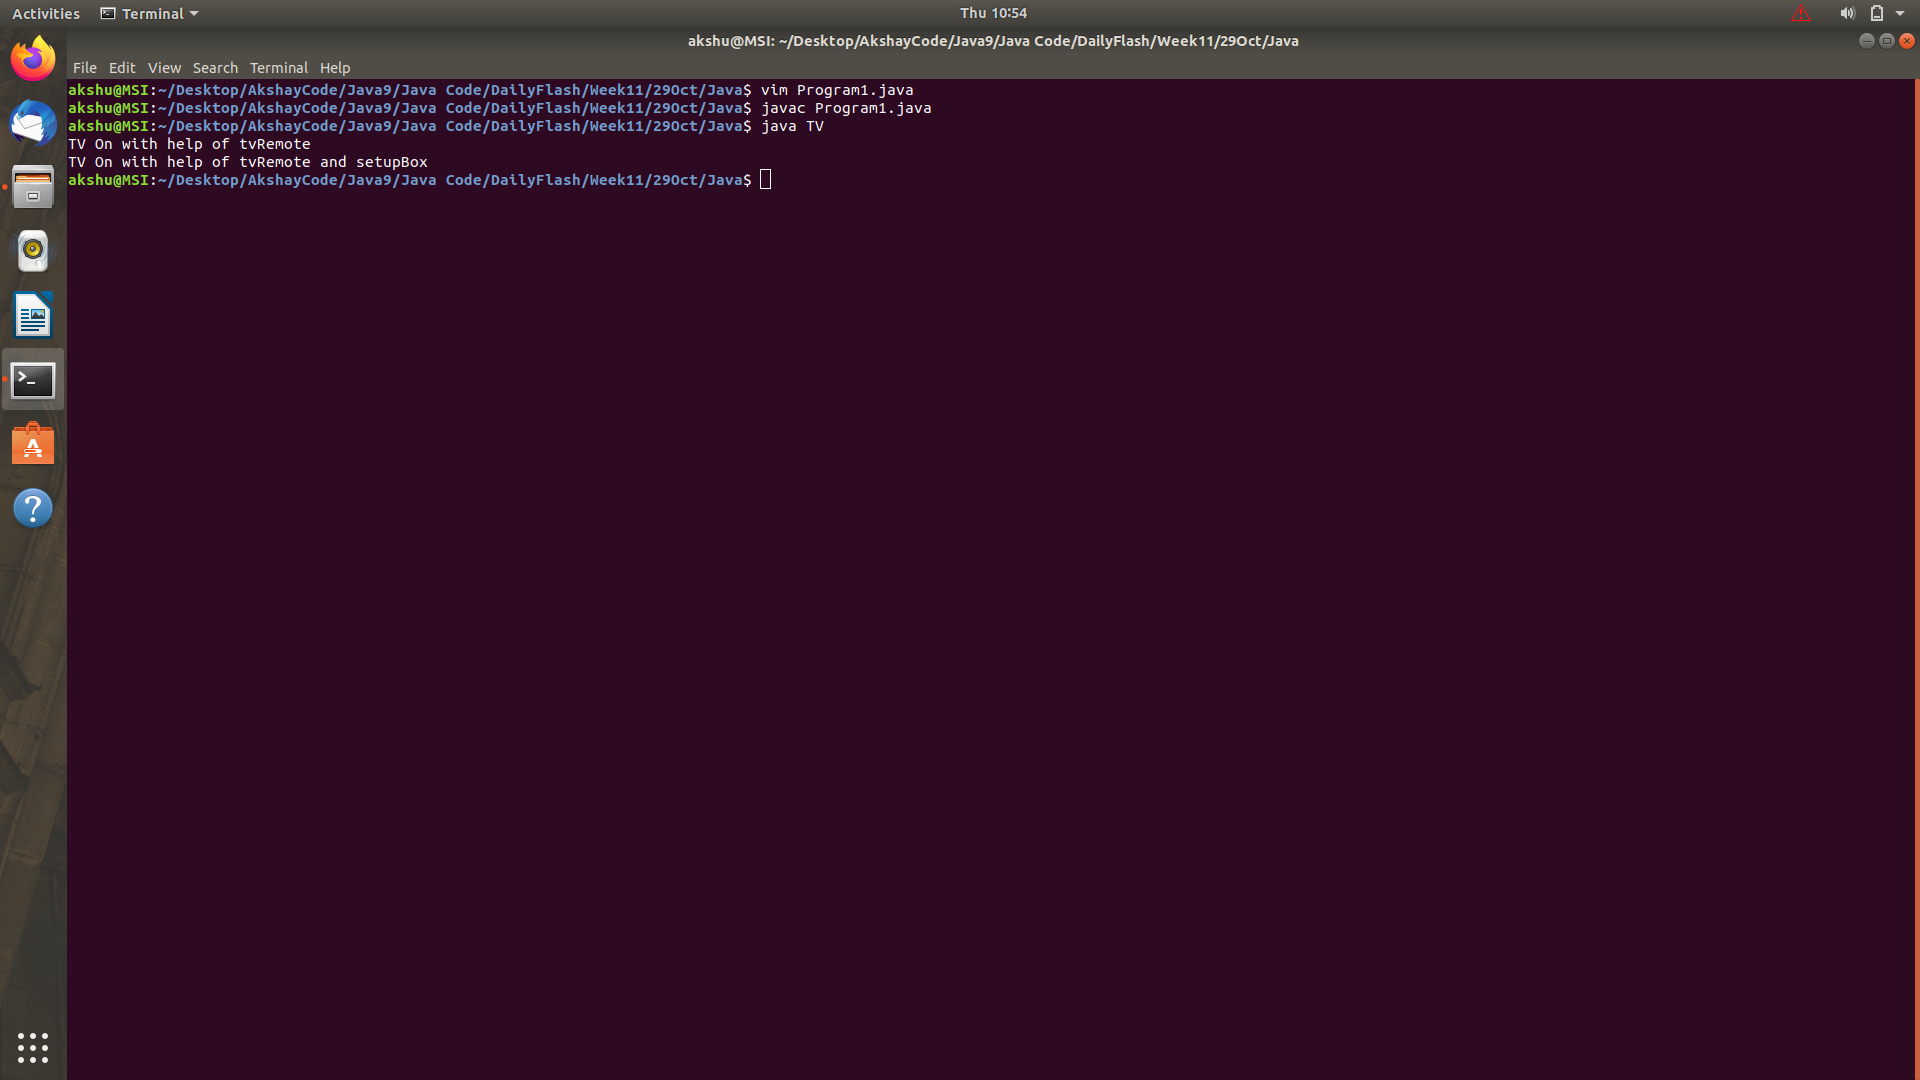 Activities Terminal Thu 10:54
akshu@MSI: ~/Desktop/AkshayCode/Java9/Java Code/DailyFlash/Week11/29Oct/Java
File Edit View Search Terminal Help
akshu@MSI:~/Desktop/AkshayCode/Java9/Java Code/DailyFlash/Week11/29Oct/Java$ vim Program1.java
akshu@MSI:~/Desktop/AkshayCode/Java9/Java Code/DailyFlash/Week11/29Oct/Java$ javac Program1.java
akshu@MSI:~/Desktop/AkshayCode/Java9/Java Code/DailyFlash/Week11/29Oct/Java$ java TV
TV On with help of tvRemote
TV On with help of tvRemote and setupBox
akshu@MSI:~/Desktop/AkshayCode/Java9/Java Code/DailyFlash/Week11/29Oct/Java$